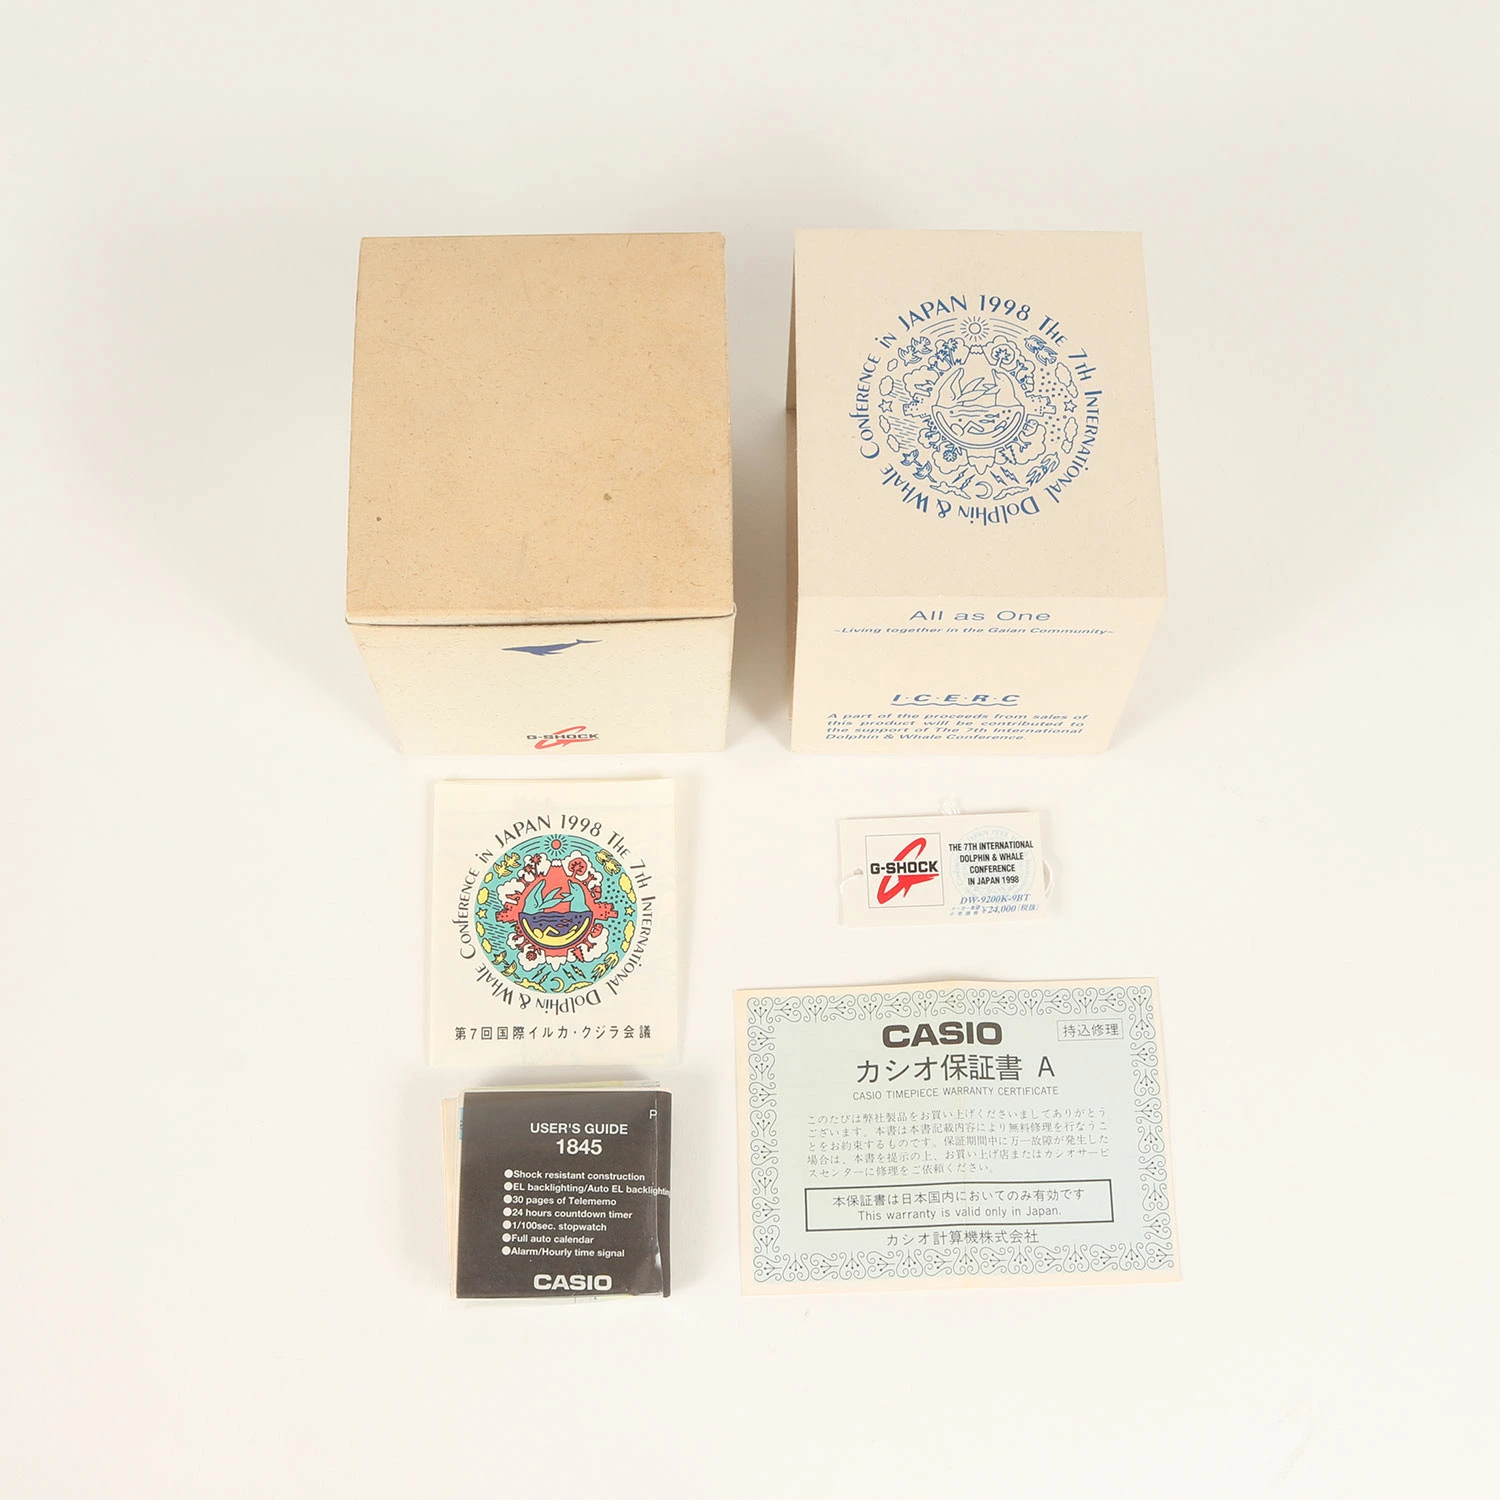 Conference in JAPAN 1998 The 7th International Dolphin & Whale
All as One
~Living together in the Gaian Community~
I·C·E·R·C
A part of the proceeds from sales of
this product will be contributed to
the support of The 7th International
Dolphin & Whale Conference.
G-SHOCK
Conference in JAPAN 1998 The 7th International Dolphin & Whale
第7回国際イルカ・クジラ会議
G-SHOCK
THE 7TH INTERNATIONAL
DOLPHIN & WHALE
CONFERENCE
IN JAPAN 1998
DW-9200K-9BT
メーカー希望
小売価格 ¥24,000(税抜)
P
USER'S GUIDE
1845
●Shock resistant construction
●EL backlighting/Auto EL backlighting
●30 pages of Telememo
●24 hours countdown timer
●1/100sec. stopwatch
●Full auto calendar
●Alarm/Hourly time signal
CASIO
CASIO
持込修理
カシオ保証書 A
CASIO TIMEPIECE WARRANTY CERTIFICATE
このたびは弊社製品をお買い上げくださいましてありがとう
ございます。本書は本書記載内容により無料修理を行なうこ
とをお約束するものです。保証期間中に万一故障が発生した
場合は、本書を提示の上、お買い上げ店またはカシオサービ
スセンターに修理をご依頼ください。
本保証書は日本国内においてのみ有効です
This warranty is valid only in Japan.
カシオ計算機株式会社